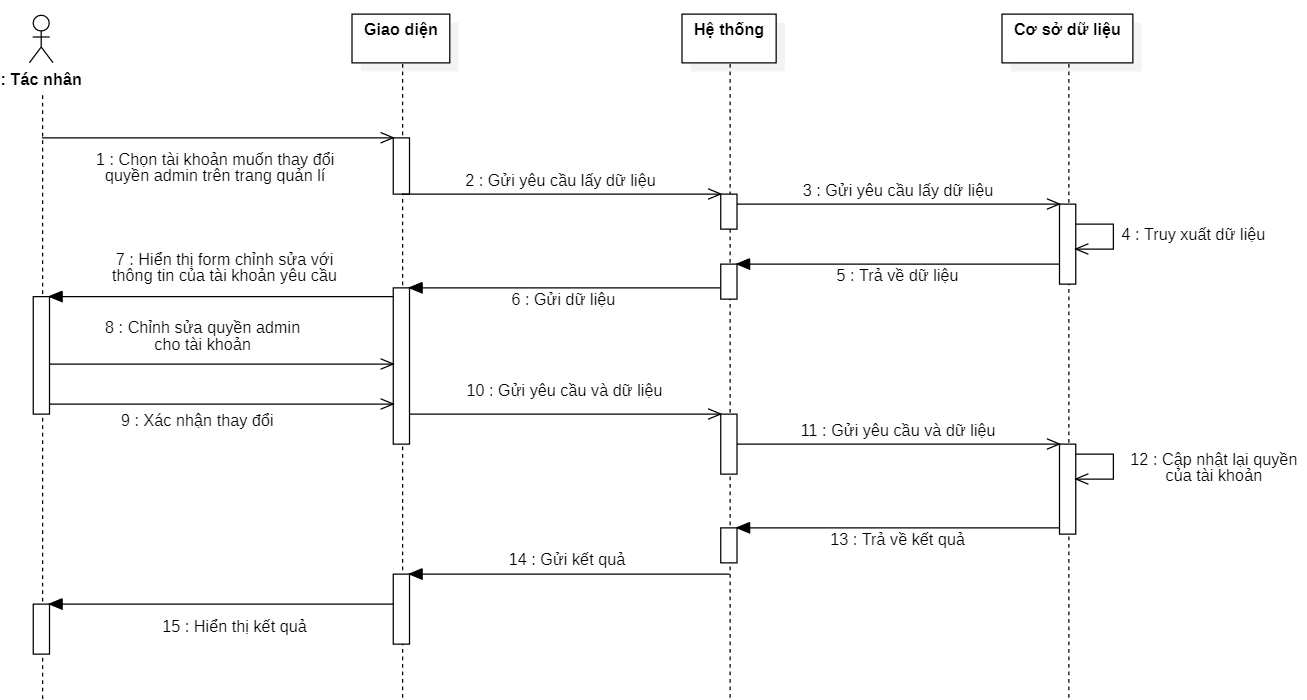 : Tác nhân
Giao diện
Hệ thống
Cơ sở dữ liệu
1 : Chọn tài khoản muốn thay đổi
quyền admin trên trang quản lí
2 : Gửi yêu cầu lấy dữ liệu
3 : Gửi yêu cầu lấy dữ liệu
4 : Truy xuất dữ liệu
5 : Trả về dữ liệu
6 : Gửi dữ liệu
7 : Hiển thị form chỉnh sửa với
thông tin của tài khoản yêu cầu
8 : Chỉnh sửa quyền admin
cho tài khoản
9 : Xác nhận thay đổi
10 : Gửi yêu cầu và dữ liệu
11 : Gửi yêu cầu và dữ liệu
12 : Cập nhật lại quyền
của tài khoản
13 : Trả về kết quả
14 : Gửi kết quả
15 : Hiển thị kết quả